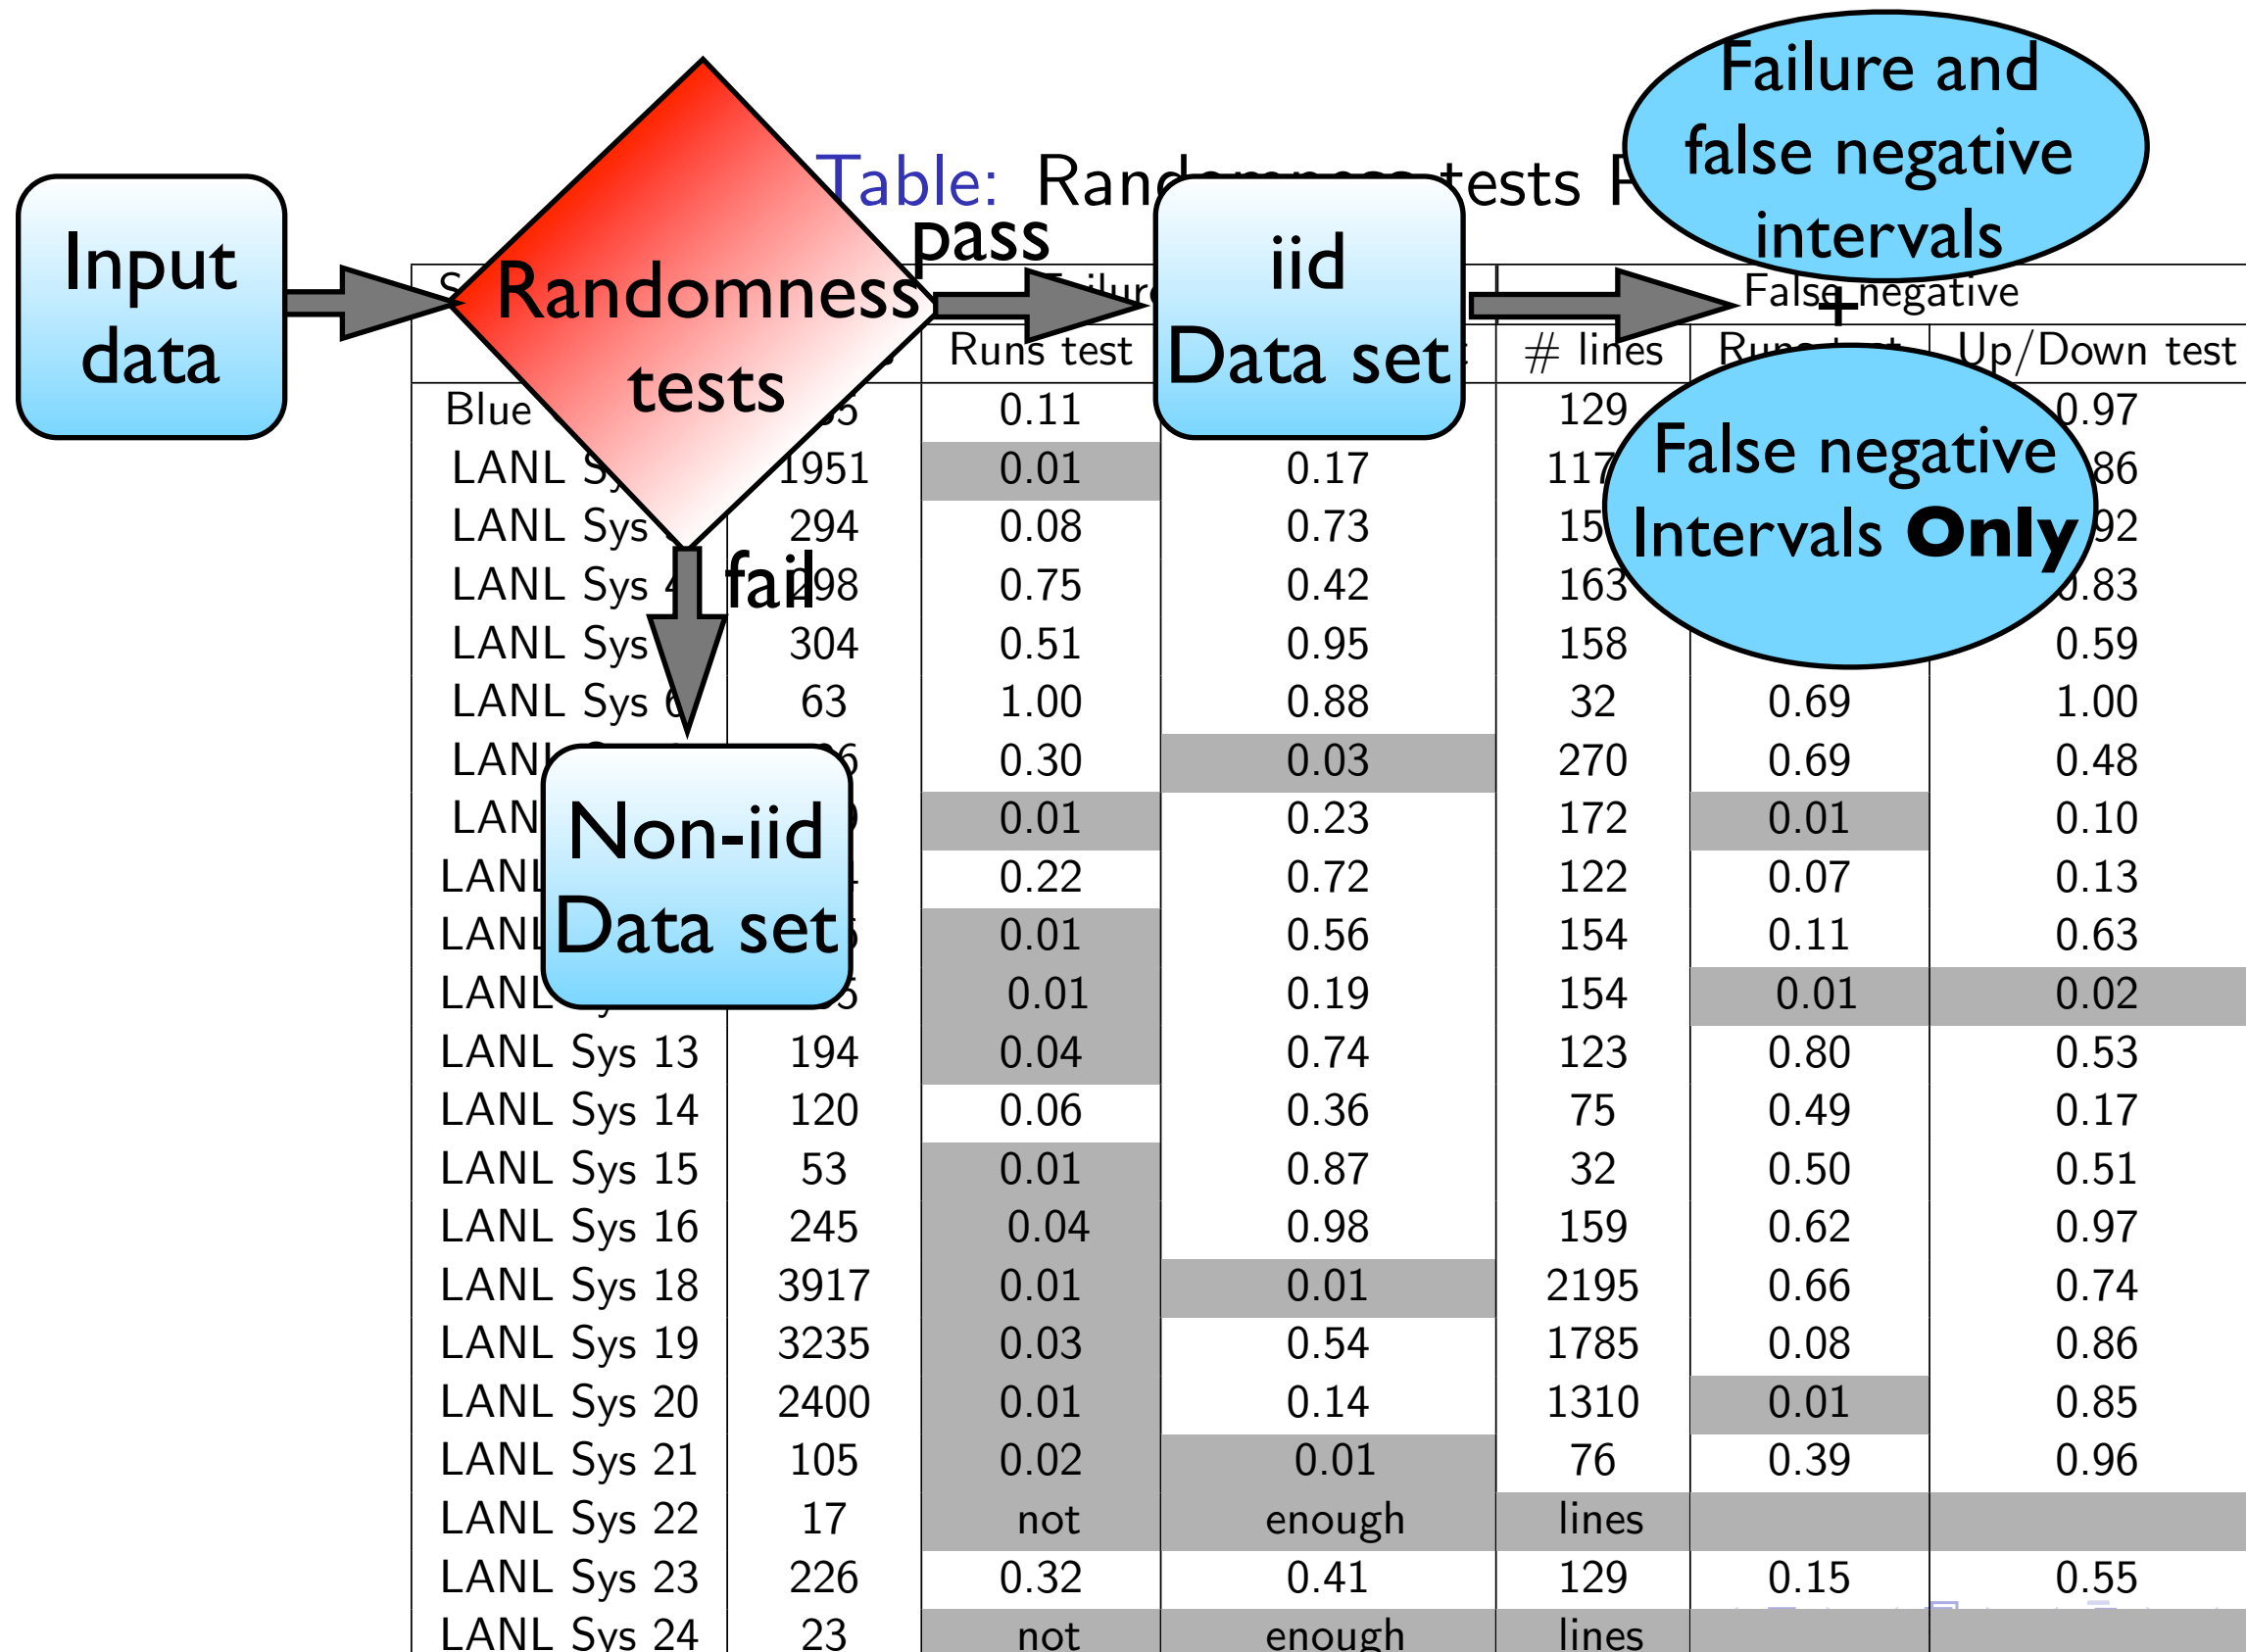 Failure and
false negative
intervals
Table: tests
pass
Input
data
Randomness
tests
iid
Data set
+
False negative
Runs test # lines Up/Down test
False negative
Intervals Only
fail
Non-iid
Data set
Blue 0.11 129 0.97
LANL 1951 0.01 0.17
LANL Sys 294 0.08 0.73
LANL Sys 298 0.75 0.42 163 0.83
LANL Sys 304 0.51 0.95 158 0.59
LANL Sys 6 63 1.00 0.88 32 0.69 1.00
LANL 0.30 0.03 270 0.69 0.48
0.01 0.23 172 0.01 0.10
LANL 0.22 0.72 122 0.07 0.13
LANL 0.01 0.56 154 0.11 0.63
LANL 0.01 0.19 154 0.01 0.02
LANL Sys 13 194 0.04 0.74 123 0.80 0.53
LANL Sys 14 120 0.06 0.36 75 0.49 0.17
LANL Sys 15 53 0.01 0.87 32 0.50 0.51
LANL Sys 16 245 0.04 0.98 159 0.62 0.97
LANL Sys 18 3917 0.01 0.01 2195 0.66 0.74
LANL Sys 19 3235 0.03 0.54 1785 0.08 0.86
LANL Sys 20 2400 0.01 0.14 1310 0.01 0.85
LANL Sys 21 105 0.02 0.01 76 0.39 0.96
LANL Sys 22 17 not enough lines
LANL Sys 23 226 0.32 0.41 129 0.15 0.55
LANL Sys 24 23 not enough lines